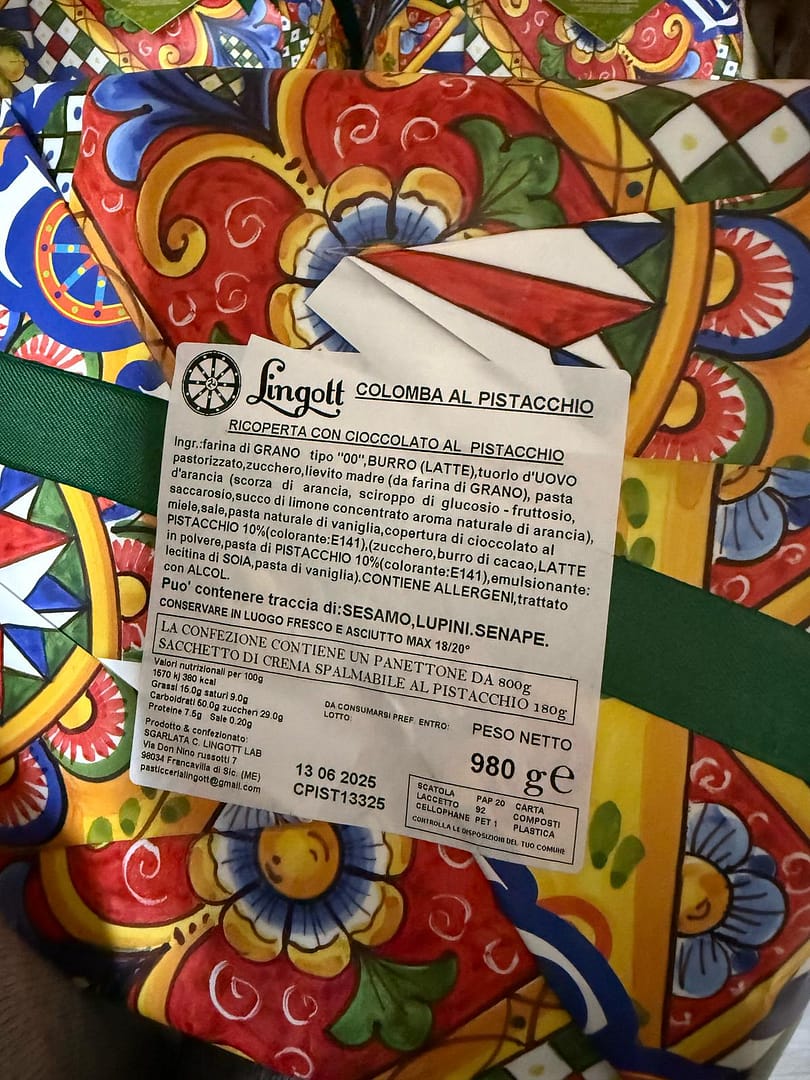 Lingott COLOMBA AL PISTACCHIO
RICOPERTA CON CIOCCOLATO AL PISTACCHIO
Ingr.:farina di GRANO tipo "00",BURRO (LATTE),tuorlo d'UOVO
pastorizzato,zucchero,lievito madre (da farina di GRANO), pasta
d'arancia (scorza di arancia, sciroppo di glucosio - fruttosio,
saccarosio,succo di limone concentrato aroma naturale di arancia),
miele,sale,pasta naturale di vaniglia,copertura di cioccolato al
PISTACCHIO 10%(colorante:E141),(zucchero,burro di cacao,LATTE
in polvere,pasta di PISTACCHIO 10%(colorante:E141),emulsionante:
lecitina di SOIA,pasta di vaniglia).CONTIENE ALLERGENI,trattato
con ALCOL.
Puo' contenere traccia di:SESAMO,LUPINI.SENAPE.
CONSERVARE IN LUOGO FRESCO E ASCIUTTO MAX 18/20°
LA CONFEZIONE CONTIENE UN PANETTONE DA 800g
SACCHETTO DI CREMA SPALMABILE AL PISTACCHIO 180g
Valori nutrizionali per 100g
1670 kj 380 kcal
Grassi 15.0g saturi 9.0g
Carboidrati 60.0g zuccheri 29.0g
Proteine 7.5g Sale 0.20g
Prodotto & confezionato:
SGARLATA C. LINGOTT LAB
Via Don Nino russotti 7
98034 Francavilla di Sic. (ME)
pasticcerialingott@gmail.com
DA CONSUMARSI PREF. ENTRO:
LOTTO:
13 06 2025
CPIST13325
PESO NETTO
980 g e
SCATOLA PAP 20 CARTA
LACCETTO 92 COMPOSTI
CELLOPHANE PET 1 PLASTICA
CONTROLLA LE DISPOSIZIONI DEL TUO COMUNE